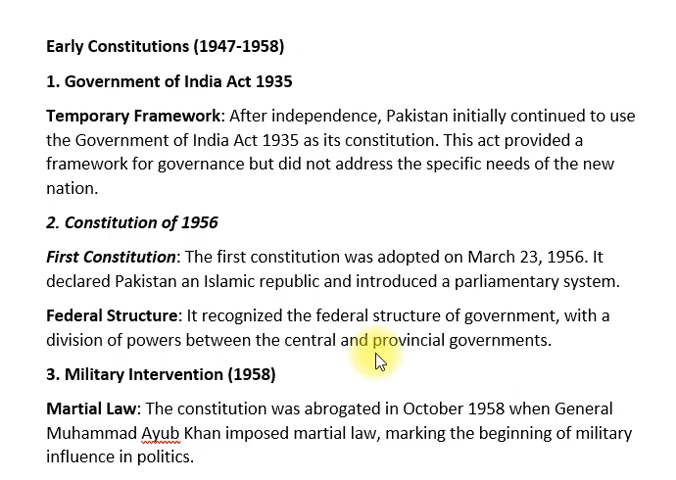 Early Constitutions (1947-1958)
1. Government of India Act 1935
Temporary Framework: After independence, Pakistan initially continued to use
the Government of India Act 1935 as its constitution. This act provided a
framework for governance but did not address the specific needs of the new
nation.
2. Constitution of 1956
First Constitution: The first constitution was adopted on March 23, 1956. It
declared Pakistan an Islamic republic and introduced a parliamentary system.
Federal Structure: It recognized the federal structure of government, with a
division of powers between the central and provincial governments.
3. Military Intervention (1958)
Martial Law: The constitution was abrogated in October 1958 when General
Muhammad Ayub Khan imposed martial law, marking the beginning of military
influence in politics.